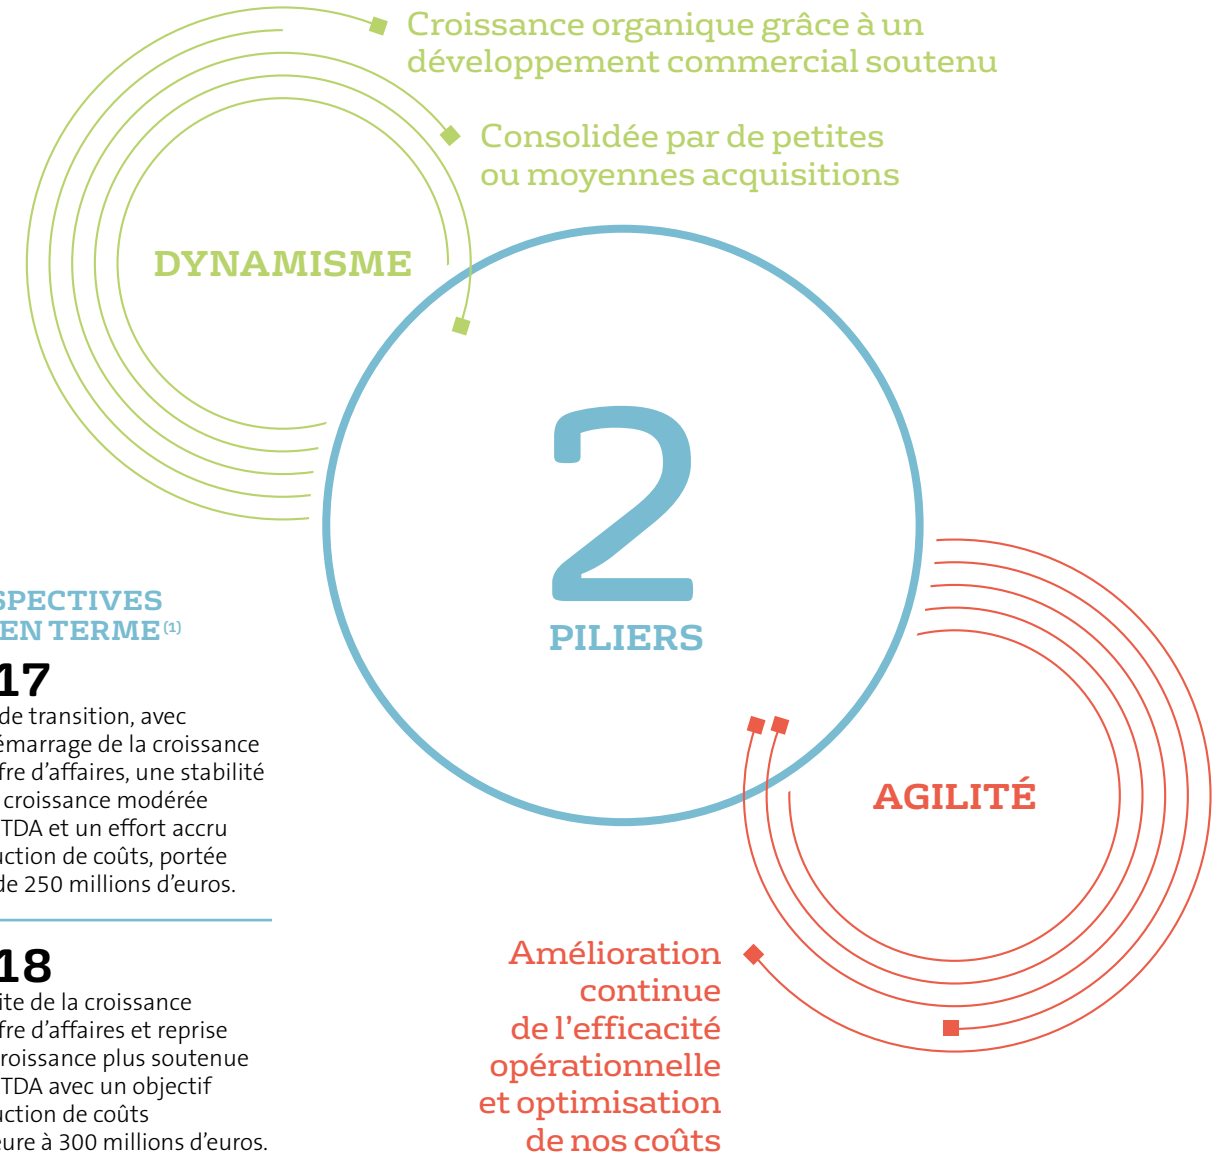 Croissance organique grâce à un
développement commercial soutenu
Consolidée par de petites
ou moyennes acquisitions
DYNAMISME
2
PILIERS
SPECTIVES
EN TERME (1)
17
de transition, avec
émarrage de la croissance
fre d'affaires, une stabilité
croissance modérée
TDA et un effort accru
uction de coûts, portée
de 250 millions d'euros.
18
ite de la croissance
fre d'affaires et reprise
roissance plus soutenue
TDA avec un objectif
uction de coûts
eure à 300 millions d'euros.
AGILITÉ
Amélioration
continue
de l'efficacité
opérationnelle
et optimisation
de nos coûts